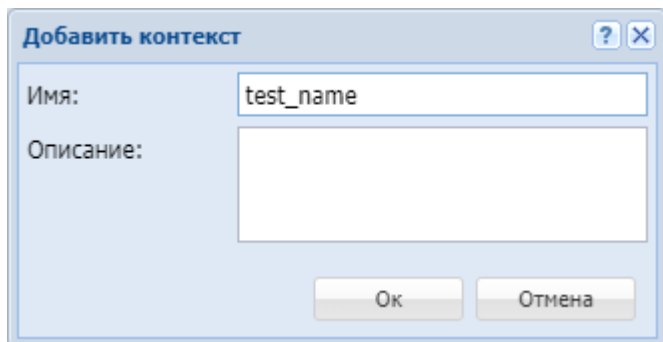 Добавить контекст
Имя: test_name
Описание:
Ок Отмена